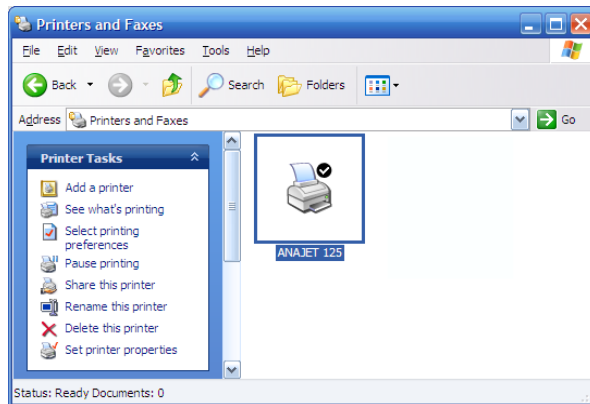 Printers and Faxes
File Edit View Favorites Tools Help
Back Search Folders
Address Printers and Faxes Go
Printer Tasks
Add a printer
See what's printing
Select printing
preferences
Pause printing
Share this printer
Rename this printer
Delete this printer
Set printer properties
ANAJET 125
Status: Ready Documents: 0